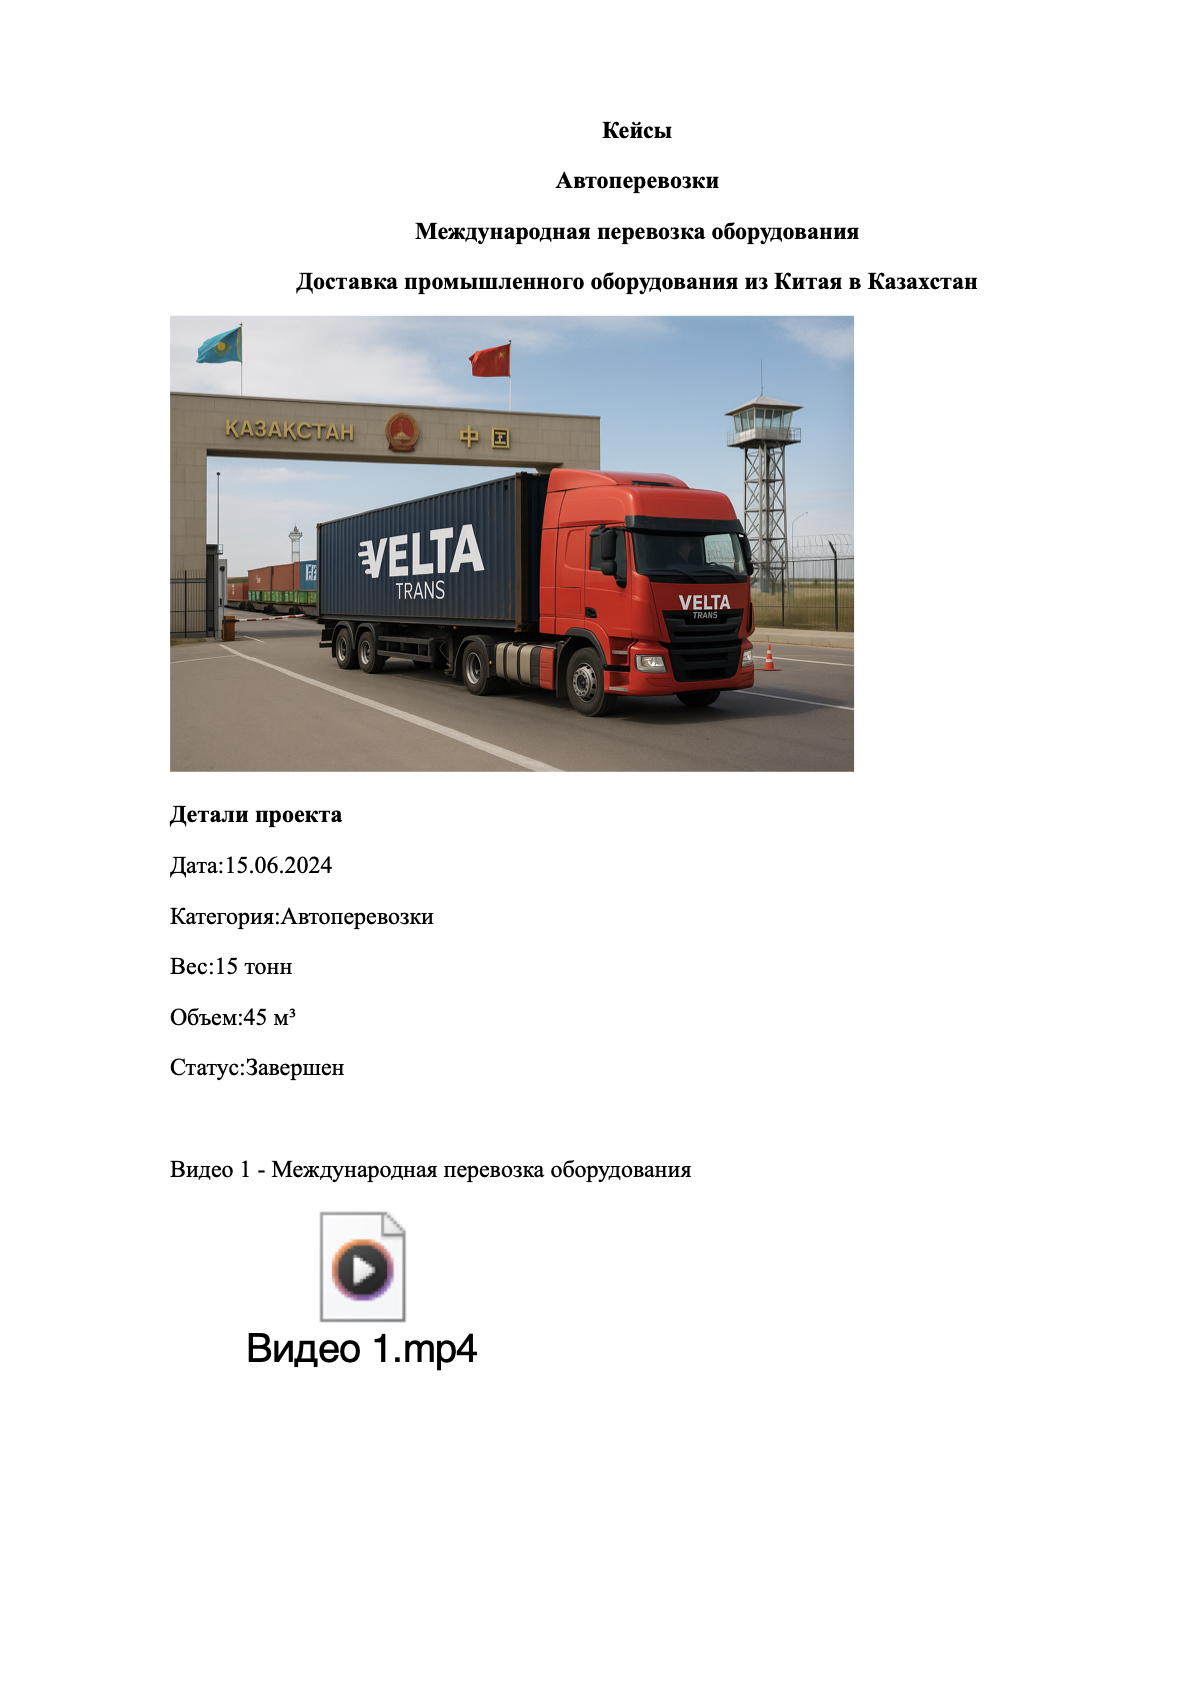 Кейсы
Автоперевозки
Международная перевозка оборудования
Доставка промышленного оборудования из Китая в Казахстан
ҚАЗАҚСТАН 中国
VELTA
TRANS
VELTA
TRANS
Детали проекта
Дата:15.06.2024
Категория:Автоперевозки
Вес:15 тонн
Объем:45 м³
Статус:Завершен
Видео 1 - Международная перевозка оборудования
Видео 1.mp4